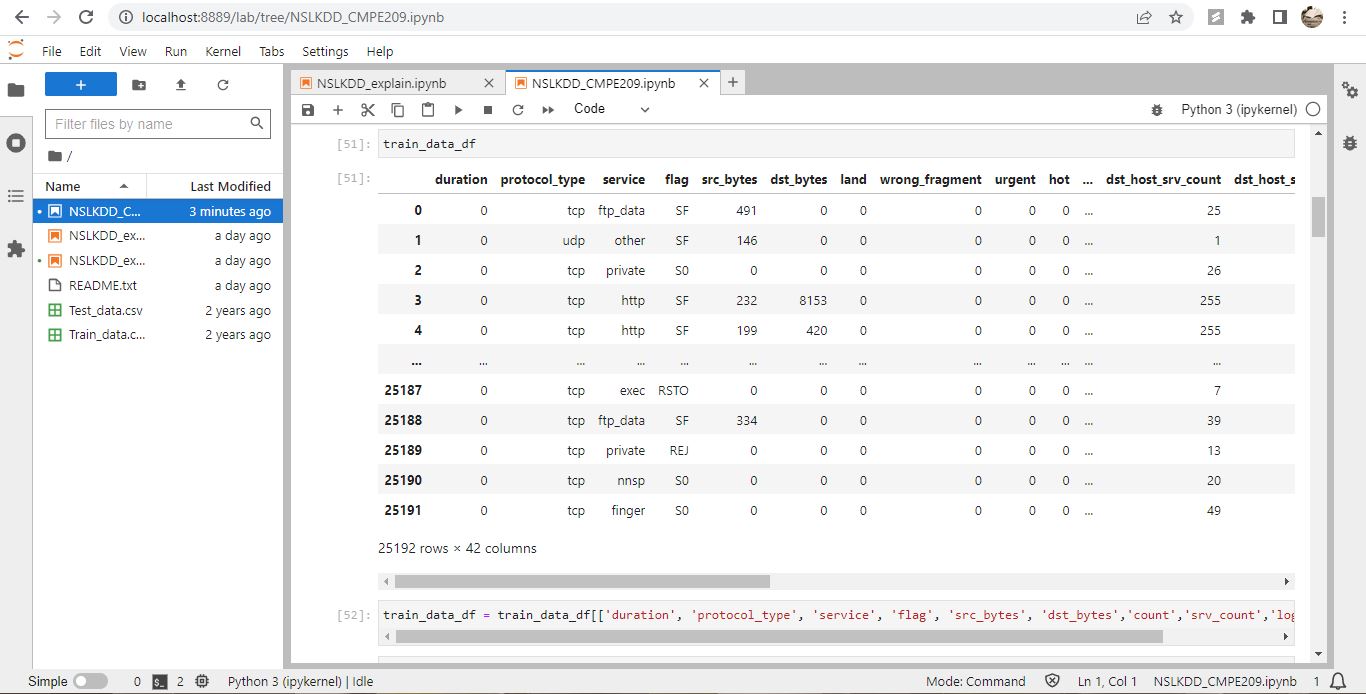 localhost:8889/lab/tree/NSLKDD_CMPE209.ipynb
File Edit View Run Kernel Tabs Settings Help
NSLKDD_explain.ipynb NSLKDD_CMPE209.ipynb
Filter files by name
Code
Python 3 (ipykernel)
/
Name Last Modified
NSLKDD_C... 3 minutes ago
NSLKDD_ex... a day ago
NSLKDD_ex... a day ago
README.txt a day ago
Test_data.csv 2 years ago
Train_data.c... 2 years ago
[51]: train_data_df
[51]: duration protocol_type service flag src_bytes dst_bytes land wrong_fragment urgent hot ... dst_host_srv_count dst_host_s
0 0 tcp ftp_data SF 491 0 0 0 0 0 ... 25
1 0 udp other SF 146 0 0 0 0 0 ... 1
2 0 tcp private S0 0 0 0 0 0 0 ... 26
3 0 tcp http SF 232 8153 0 0 0 0 ... 255
4 0 tcp http SF 199 420 0 0 0 0 ... 255
... ... ... ... ... ... ... ... ... ... ... ... ...
25187 0 tcp exec RSTO 0 0 0 0 0 0 ... 7
25188 0 tcp ftp_data SF 334 0 0 0 0 0 ... 39
25189 0 tcp private REJ 0 0 0 0 0 0 ... 13
25190 0 tcp nnsp S0 0 0 0 0 0 0 ... 20
25191 0 tcp finger S0 0 0 0 0 0 0 ... 49
25192 rows × 42 columns
[52]: train_data_df = train_data_df[['duration', 'protocol_type', 'service', 'flag', 'src_bytes', 'dst_bytes','count','srv_count','log
Simple 0 2 Python 3 (ipykernel) | Idle Mode: Command Ln 1, Col 1 NSLKDD_CMPE209.ipynb 1